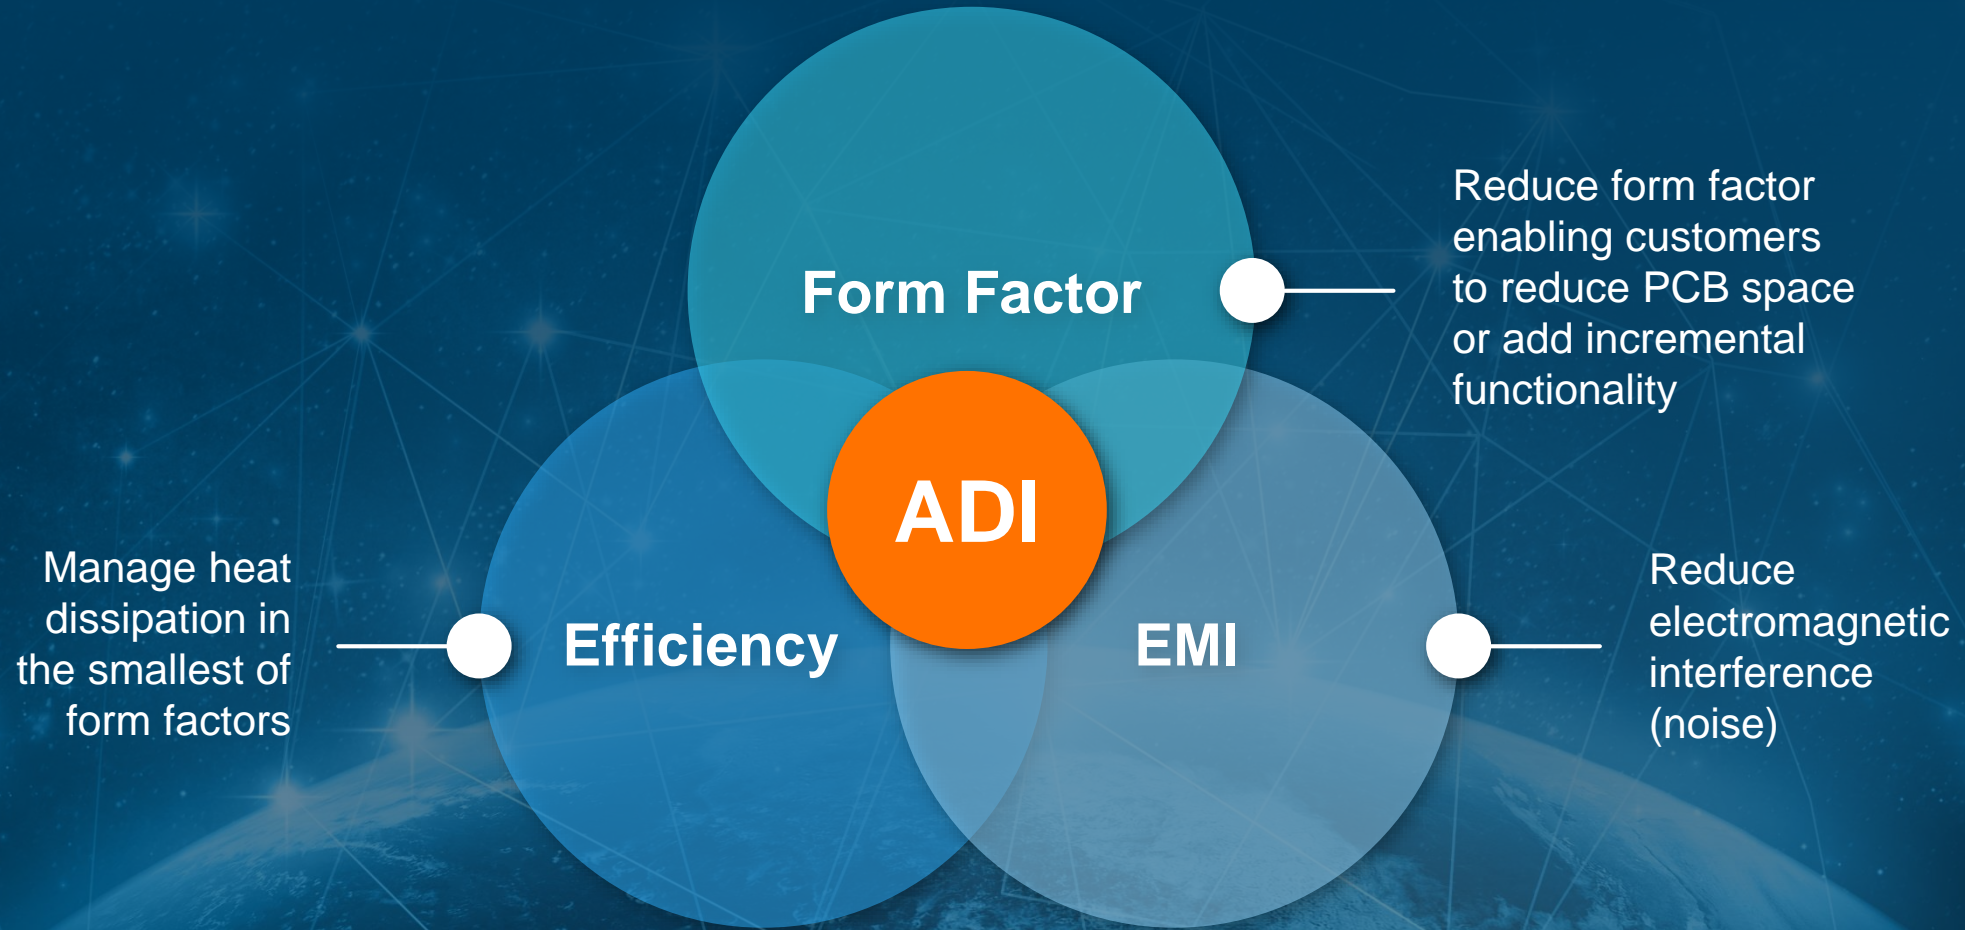 Form Factor
Reduce form factor
enabling customers
to reduce PCB space
or add incremental
functionality
ADI
Manage heat
dissipation in
the smallest of
form factors
Efficiency
EMI
Reduce
electromagnetic
interference
(noise)